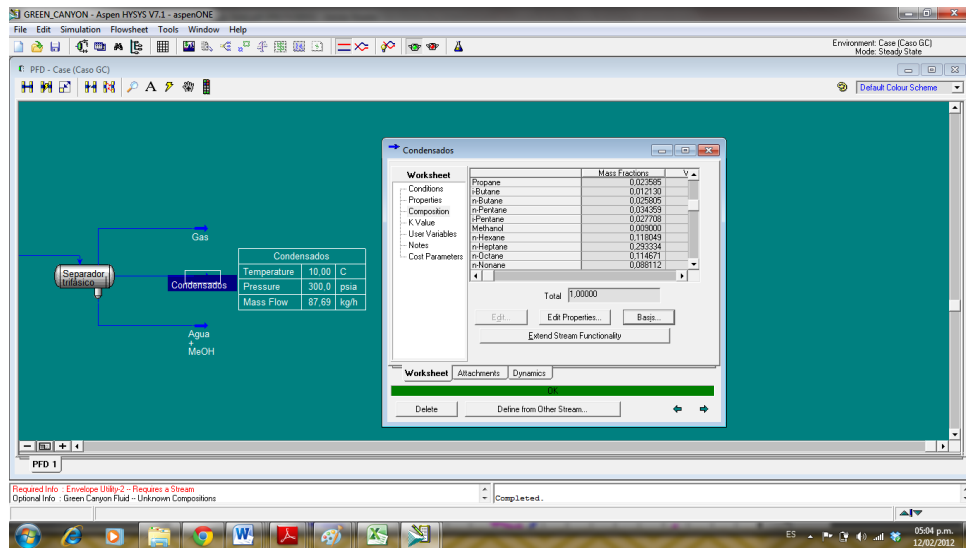 GREEN_CANYON - Aspen HYSYS V7.1 - aspenONE
File Edit Simulation Flowsheet Tools Window Help
Environment: Case (Caso GC)
Mode: Steady State
PFD - Case (Caso GC)
A
Default Colour Scheme
Gas
Separador trifásico
Condensados
Agua
+
MeOH
Condensados
Temperature 10,00 C
Pressure 300,0 psia
Mass Flow 87,69 kg/h
Condensados
Worksheet
Conditions
Properties
Composition
K Value
User Variables
Notes
Cost Parameters
Mass Fractions V
Propane 0,023585
i-Butane 0,012130
n-Butane 0,025805
n-Pentane 0,034359
i-Pentane 0,027708
Methanol 0,009000
n-Hexane 0,118049
n-Heptane 0,293334
n-Octane 0,114671
n-Nonane 0,088112
Total 1,00000
Edit... Edit Properties... Basis...
Extend Stream Functionality
Worksheet Attachments Dynamics
OK
Delete Define from Other Stream...
PFD 1
Required Info : Envelope Utility-2 -- Requires a Stream
Optional Info : Green Canyon Fluid -- Unknown Compositions
Completed.
ES
05:04 p.m.
12/02/2012